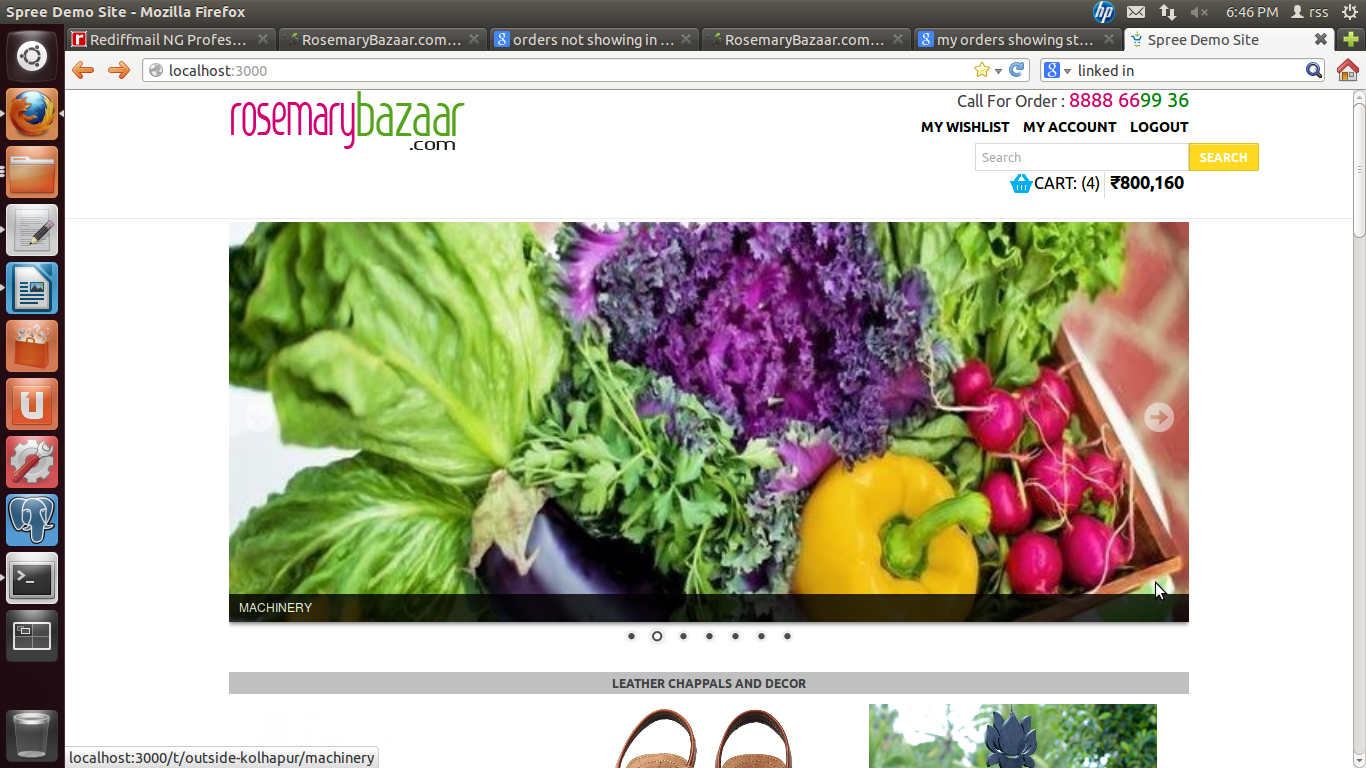 Spree Demo Site - Mozilla Firefox
hp
6:46 PM
rss
Rediffmail NG Profes...
RosemaryBazaar.com...
orders not showing in ...
RosemaryBazaar.com...
my orders showing st...
Spree Demo Site
localhost:3000
linked in
rosemarybazaar
.com
Call For Order : 8888 6699 36
MY WISHLIST MY ACCOUNT LOGOUT
Search
SEARCH
CART: (4) ₹800,160
MACHINERY
LEATHER CHAPPALS AND DECOR
localhost:3000/t/outside-kolhapur/machinery